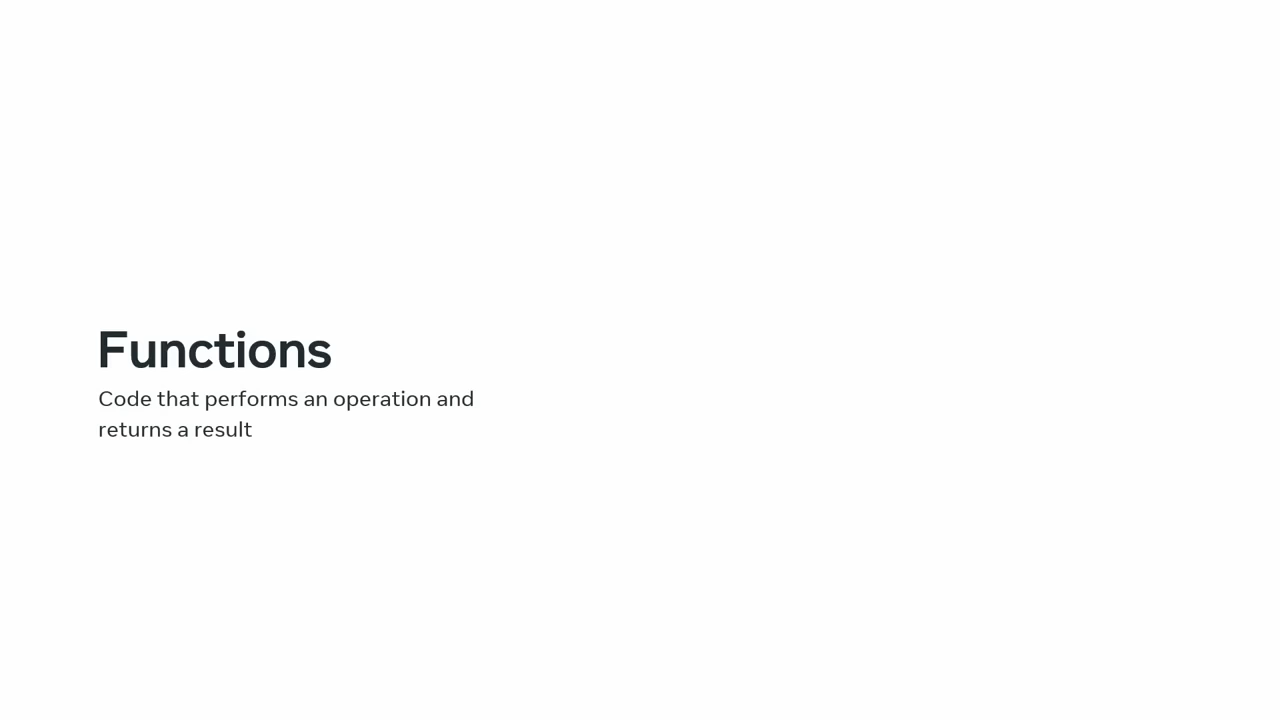 Functions
Code that performs an operation and
returns a result